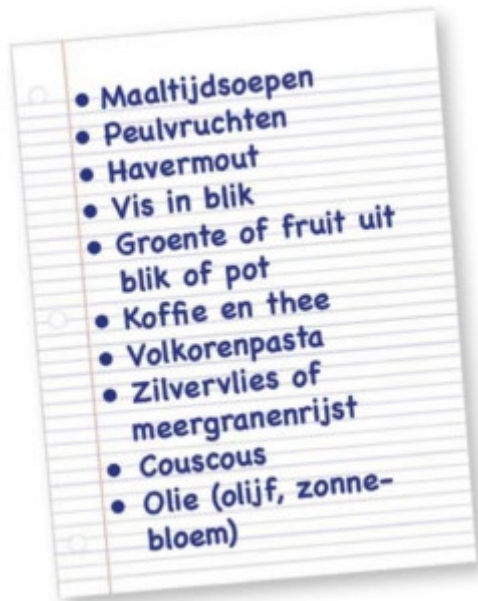 • Maaltijdsoepen
• Peulvruchten
• Havermout
• Vis in blik
• Groente of fruit uit
blik of pot
• Koffie en thee
• Volkorenpasta
• Zilvervlies of
meergranenrijst
• Couscous
• Olie (olijf, zonne-
bloem)